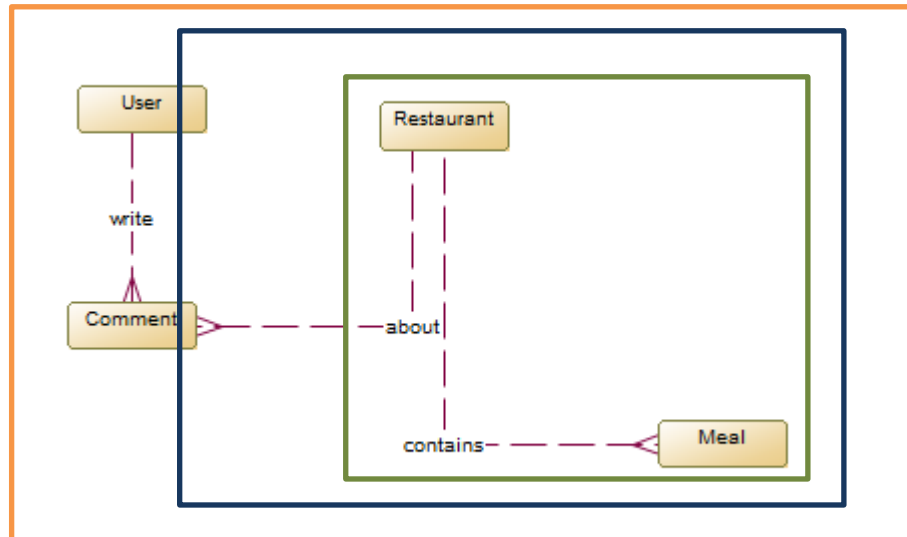 User
Restaurant
write
Comment
about
contains
Meal